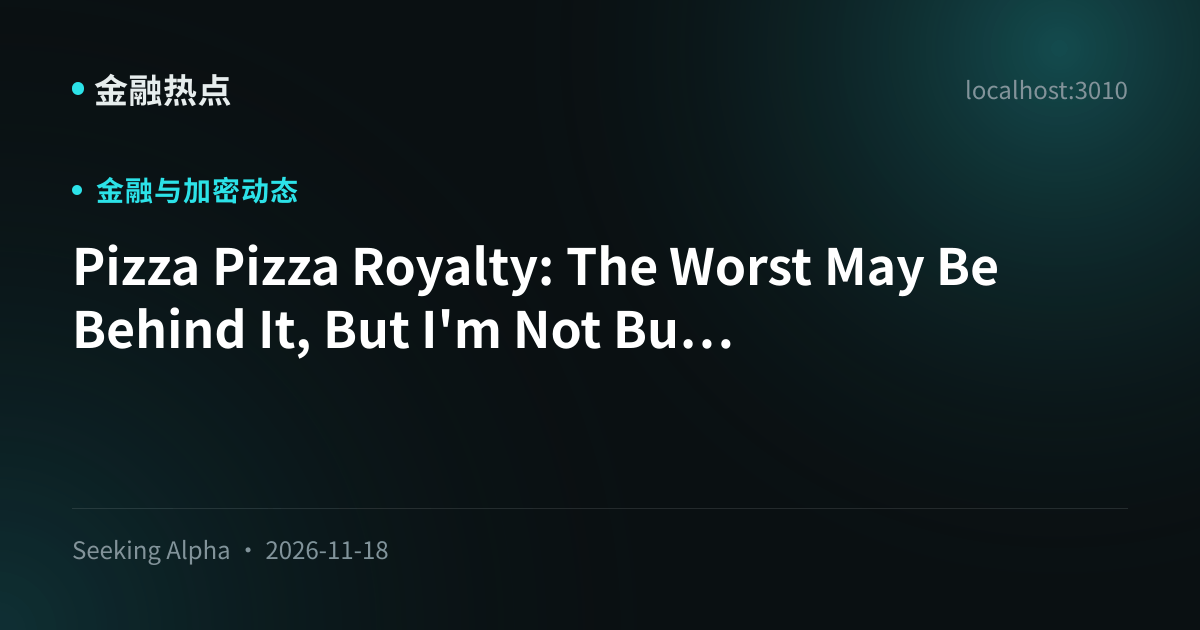 金融热点
localhost:3010
金融与加密动态
Pizza Pizza Royalty: The Worst May Be
Behind It, But I'm Not Bu…
Seeking Alpha · 2026-11-18